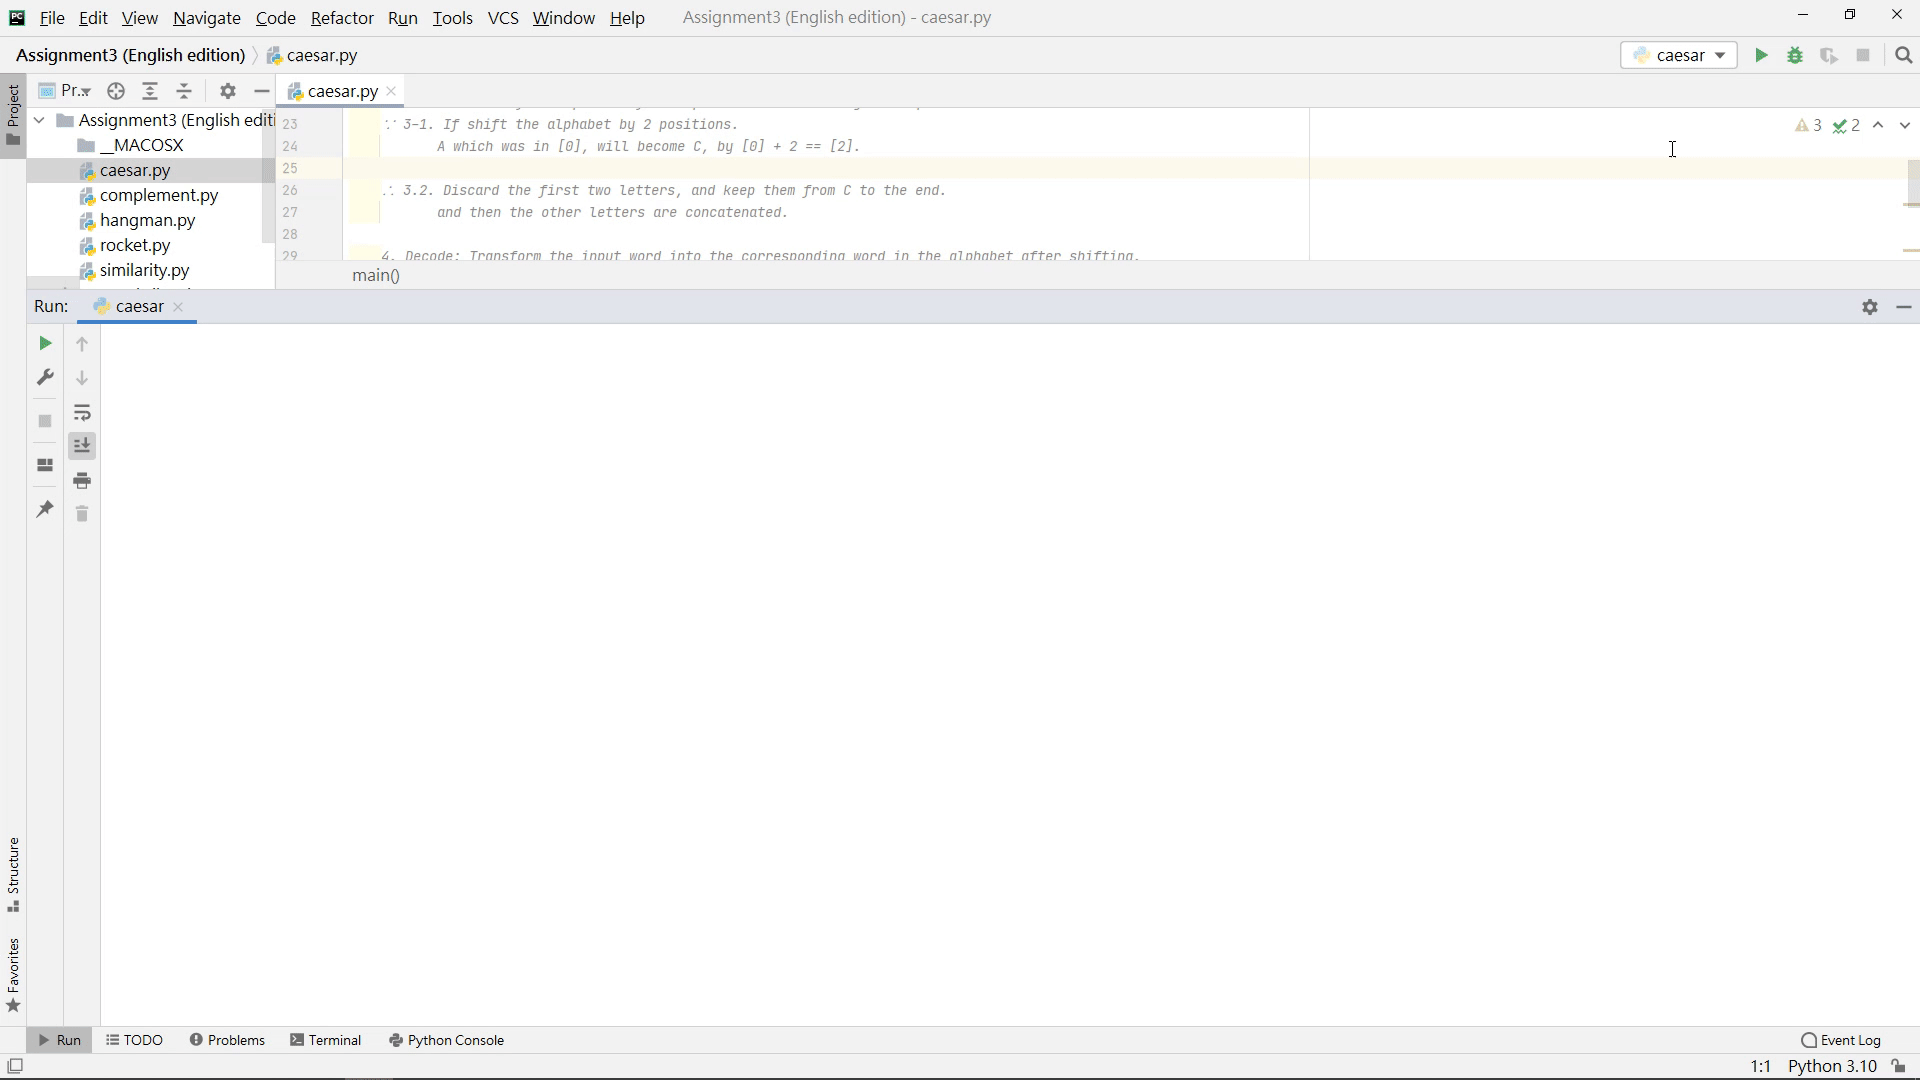 PC File Edit View Navigate Code Refactor Run Tools VCS Window Help Assignment3 (English edition) - caesar.py
Assignment3 (English edition) caesar.py caesar
Project
Pr... caesar.py
Assignment3 (English editi
__MACOSX
caesar.py
complement.py
hangman.py
rocket.py
similarity.py
23 ∵ 3-1. If shift the alphabet by 2 positions.
24 A which was in [0], will become C, by [0] + 2 == [2].
25
26 ∴ 3.2. Discard the first two letters, and keep them from C to the end.
27 and then the other letters are concatenated.
28
29 4. Decode: Transform the input word into the corresponding word in the alphabet after shifting.
3 2
main()
Run: caesar
Structure
Favorites
Run TODO Problems Terminal Python Console Event Log
1:1 Python 3.10